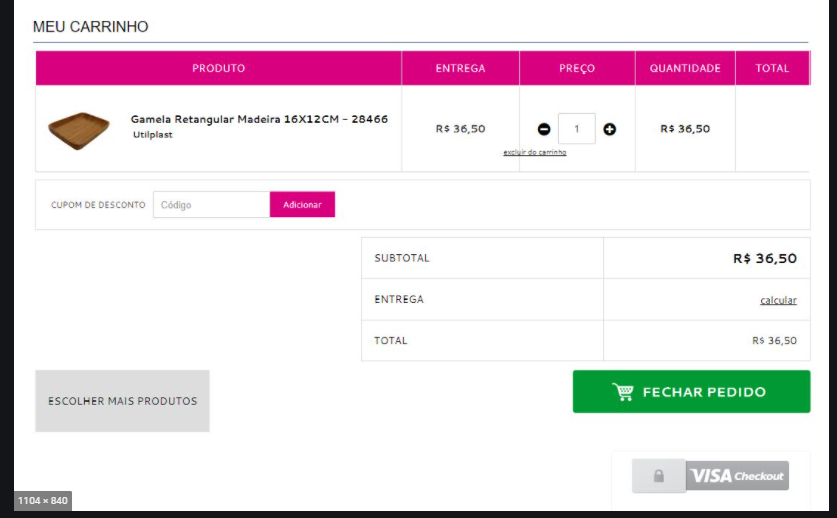 MEU CARRINHO
PRODUTO ENTREGA PREÇO QUANTIDADE TOTAL
Gamela Retangular Madeira 16X12CM - 28466
Utilplast
R$ 36,50 1 R$ 36,50
excluir do carrinho
CUPOM DE DESCONTO Código Adicionar
SUBTOTAL R$ 36,50
ENTREGA calcular
TOTAL R$ 36,50
ESCOLHER MAIS PRODUTOS
FECHAR PEDIDO
VISA Checkout
1104 × 840